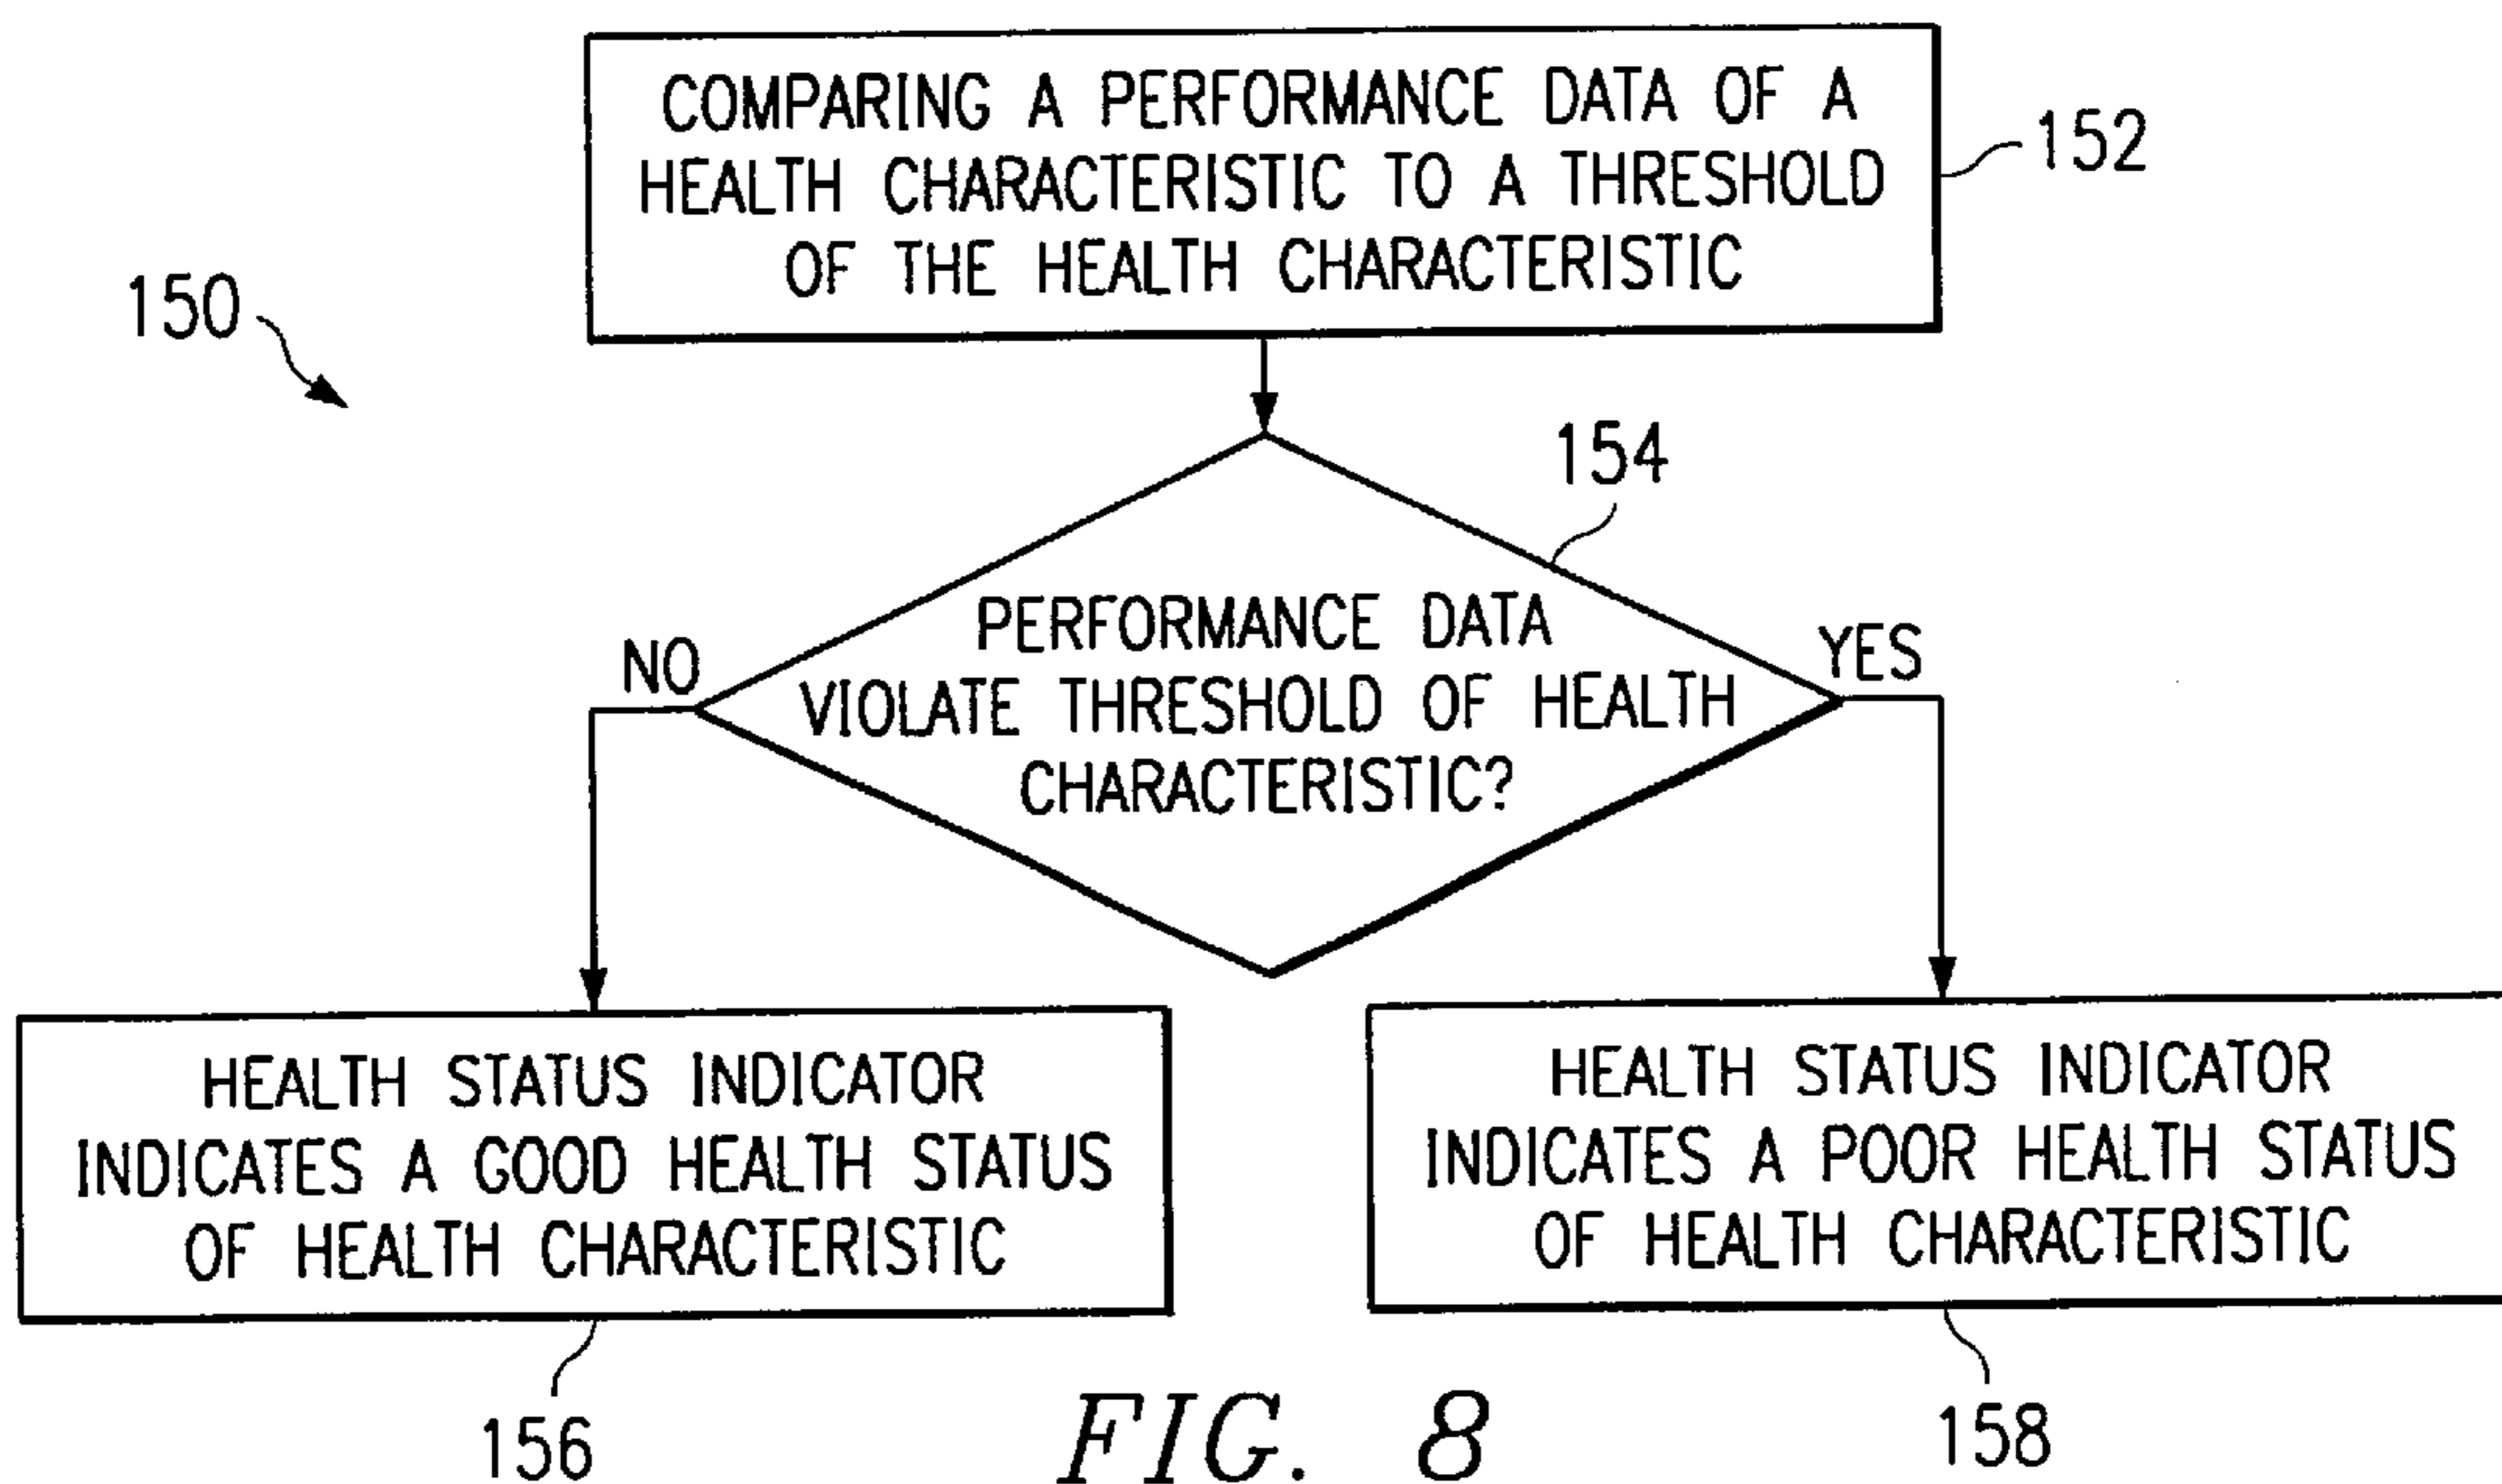 COMPARING A PERFORMANCE DATA OF A
HEALTH CHARACTERISTIC TO A THRESHOLD
OF THE HEALTH CHARACTERISTIC
152
150
154
PERFORMANCE DATA
VIOLATE THRESHOLD OF HEALTH
CHARACTERISTIC?
NO
YES
HEALTH STATUS INDICATOR
INDICATES A GOOD HEALTH STATUS
OF HEALTH CHARACTERISTIC
HEALTH STATUS INDICATOR
INDICATES A POOR HEALTH STATUS
OF HEALTH CHARACTERISTIC
156
158
FIG. 8